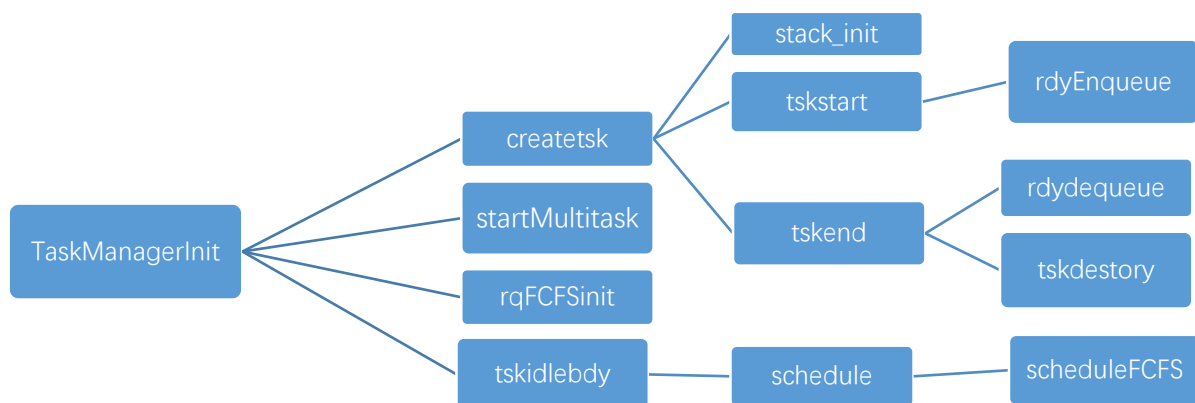 TaskManagerInit
createtsk
startMultitask
rqFCFSinit
tskidlebdy
stack_init
tskstart
tskend
schedule
rdyEnqueue
rdydequeue
tskdestory
scheduleFCFS